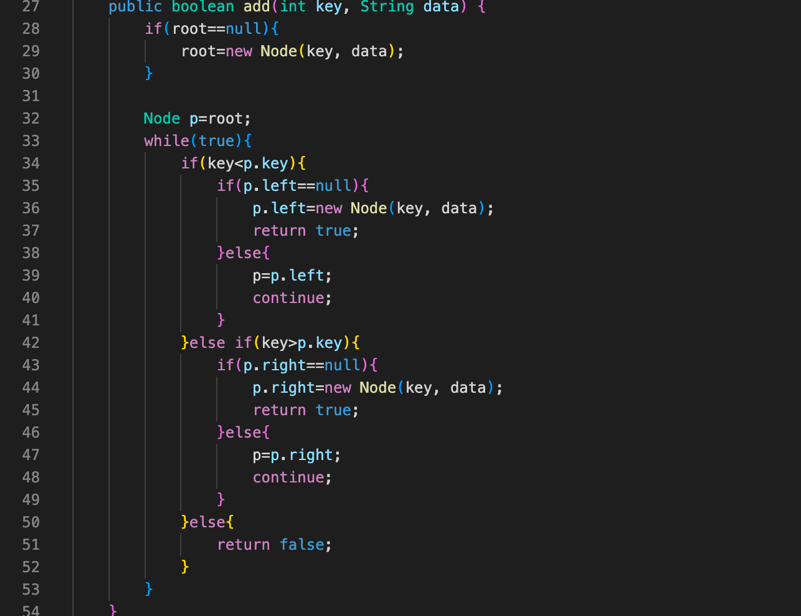 27 public boolean add(int key, String data) {
28 if(root==null){
29 root=new Node(key, data);
30 }
31
32 Node p=root;
33 while(true){
34 if(key<p.key){
35 if(p.left==null){
36 p.left=new Node(key, data);
37 return true;
38 }else{
39 p=p.left;
40 continue;
41 }
42 }else if(key>p.key){
43 if(p.right==null){
44 p.right=new Node(key, data);
45 return true;
46 }else{
47 p=p.right;
48 continue;
49 }
50 }else{
51 return false;
52 }
53 }
54 }